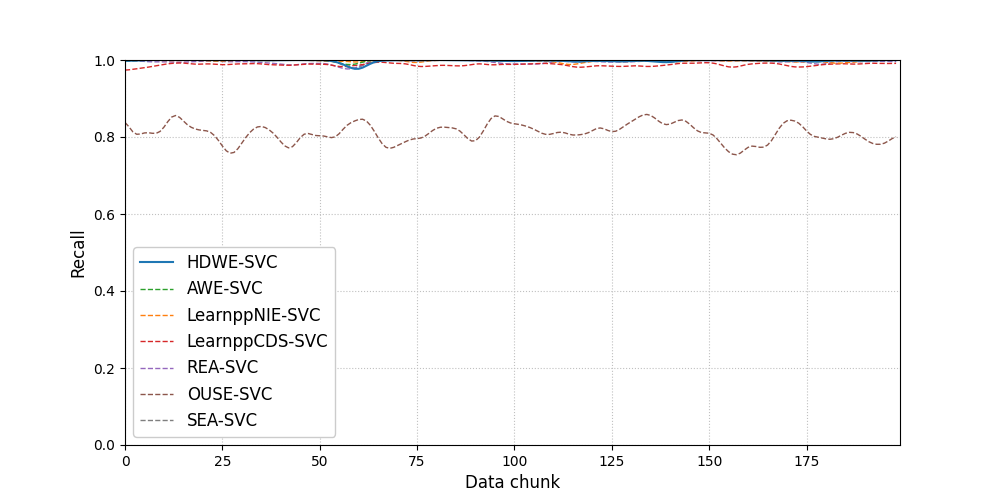 1.0
0.8
0.6
0.4
0.2
0.0
Recall
HDWE-SVC
AWE-SVC
LearnppNIE-SVC
LearnppCDS-SVC
REA-SVC
OUSE-SVC
SEA-SVC
0 25 50 75 100 125 150 175
Data chunk